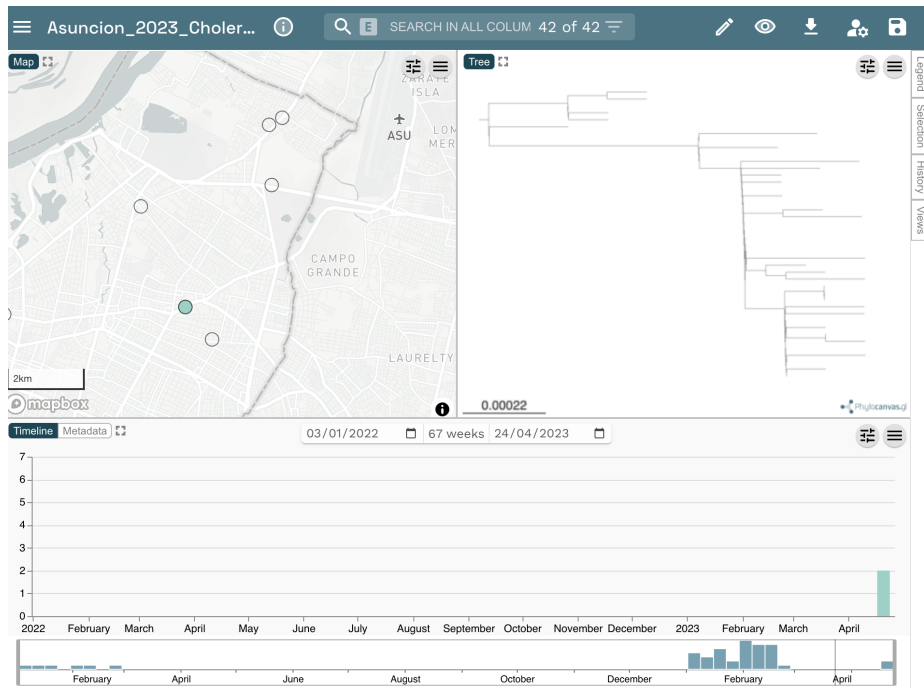 Asuncion_2023_Choler...
E SEARCH IN ALL COLUM 42 of 42
Map
ZARATE
ISLA
ASU
LOM
MER
CAMPO
GRANDE
LAURELTY
2km
mapbox
Tree
0.00022
Phylocanvas.gl
Legend
Selection
History
Views
Timeline Metadata
03/01/2022 67 weeks 24/04/2023
7
6
5
4
3
2
1
0
2022 February March April May June July August September October November December 2023 February March April
February April June August October December February April